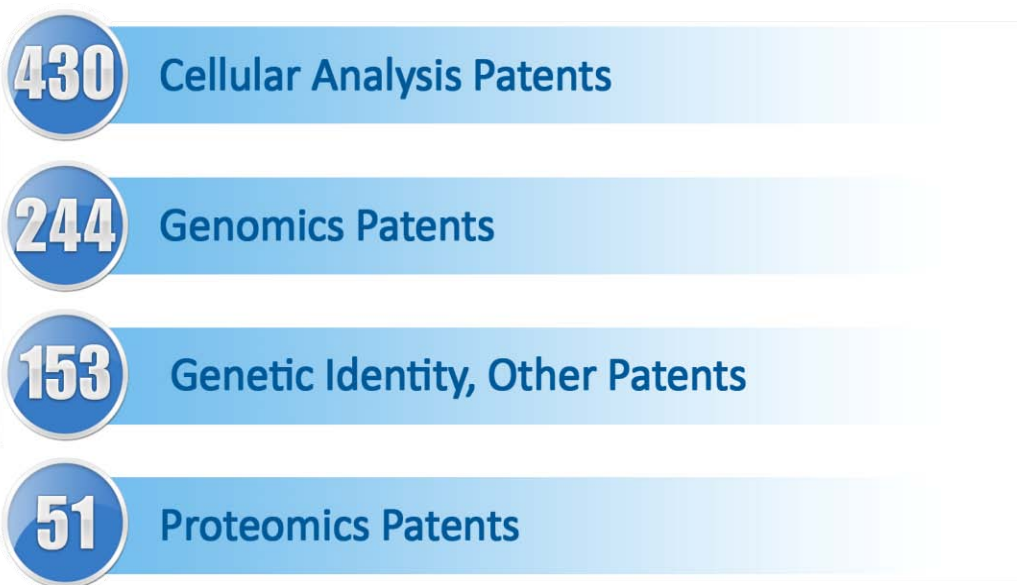 430 Cellular Analysis Patents
244 Genomics Patents
153 Genetic Identity, Other Patents
51 Proteomics Patents